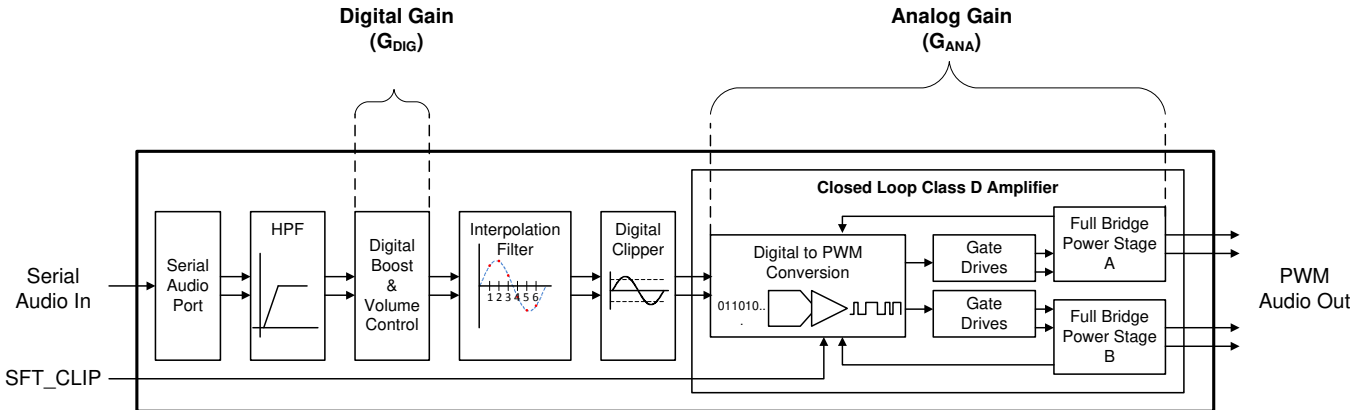 Digital Gain
(GDIG)
Analog Gain
(GANA)
Closed Loop Class D Amplifier
Serial
Audio In
Serial
Audio
Port
HPF
Digital
Boost
&
Volume
Control
Interpolation
Filter
1 2 3 4 5 6
Digital
Clipper
Digital to PWM
Conversion
011010..
.
Gate
Drives
Gate
Drives
Full Bridge
Power Stage
A
Full Bridge
Power Stage
B
PWM
Audio Out
SFT_CLIP